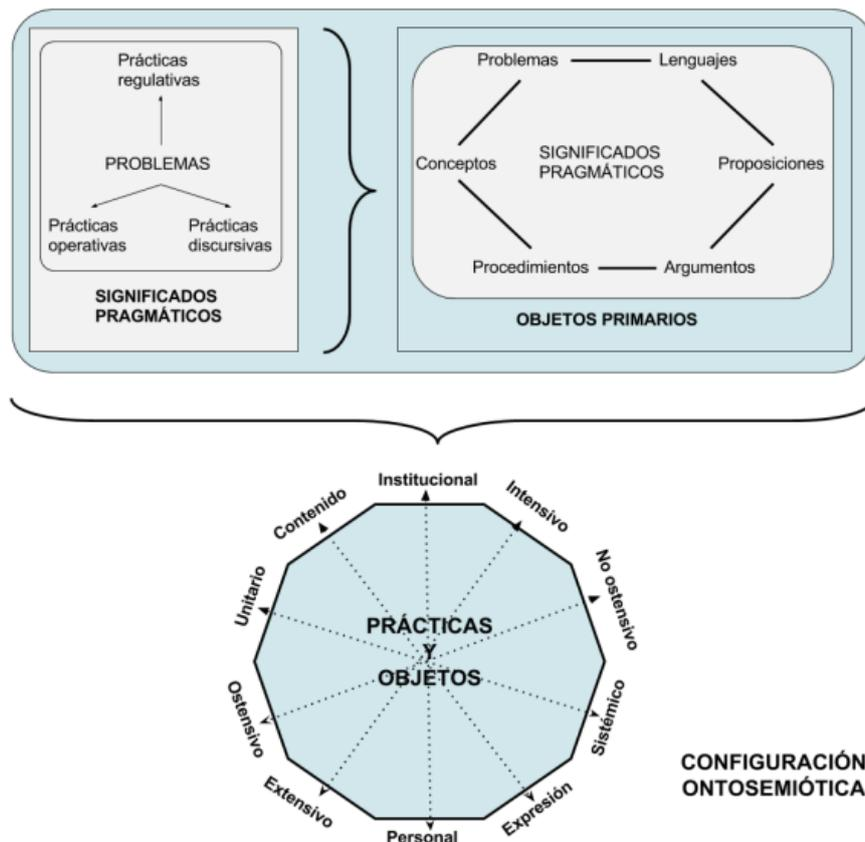 Prácticas
regulativas
PROBLEMAS
Prácticas
operativas
Prácticas
discursivas
SIGNIFICADOS
PRAGMÁTICOS
Problemas
Lenguajes
Conceptos
SIGNIFICADOS
PRAGMÁTICOS
Proposiciones
Procedimientos
Argumentos
OBJETOS PRIMARIOS
Institucional
Contenido
Intensivo
Unitario
No ostensivo
PRÁCTICAS
Y
OBJETOS
Ostensivo
Sistémico
Extensivo
Expresión
Personal
CONFIGURACIÓN
ONTOSEMIÓTICA